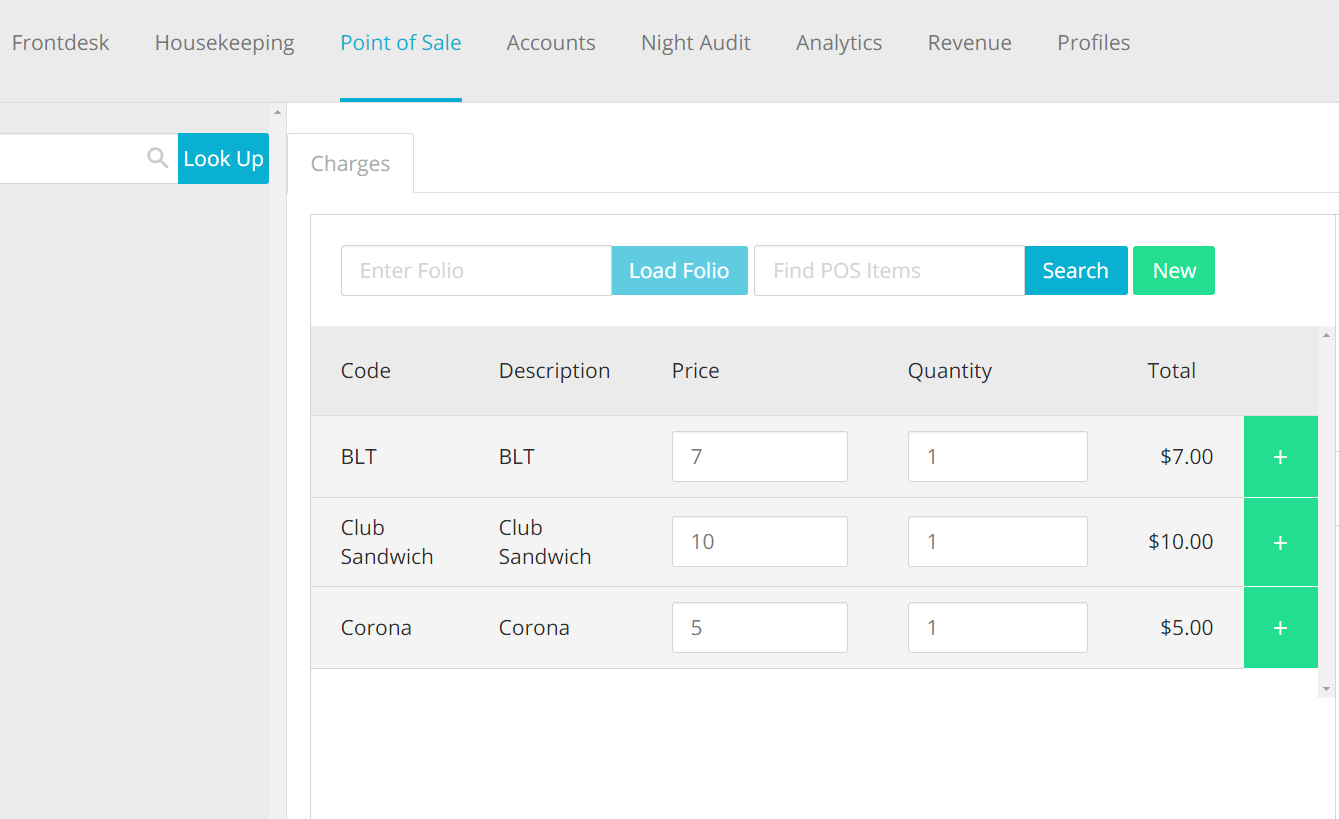 Frontdesk Housekeeping Point of Sale Accounts Night Audit Analytics Revenue Profiles
Look Up
Charges
Enter Folio Load Folio Find POS Items Search New
Code Description Price Quantity Total
BLT BLT 7 1 $7.00 +
Club Sandwich Club Sandwich 10 1 $10.00 +
Corona Corona 5 1 $5.00 +